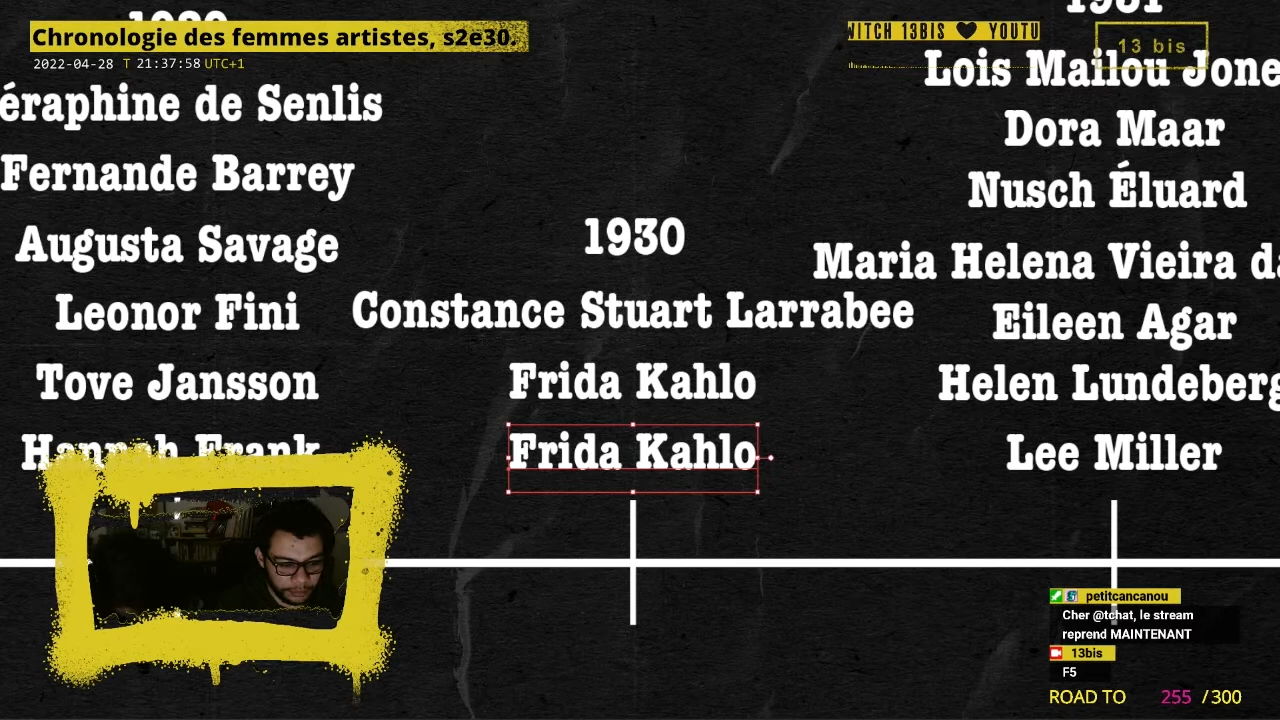 Chronologie des femmes artistes, s2e30.
2022-04-28 T 21:37:58 UTC+1
WITCH 13BIS YOUTU
13 bis
éraphine de Senlis
Fernande Barrey
Augusta Savage
Leonor Fini
Tove Jansson
Hannah Frank
1930
Constance Stuart Larrabee
Frida Kahlo
Frida Kahlo
1931
Lois Mailou Jone
Dora Maar
Nusch Éluard
Maria Helena Vieira da
Eileen Agar
Helen Lundeberg
Lee Miller
petitcancanou
Cher @tchat, le stream
reprend MAINTENANT
13bis
F5
ROAD TO 255 /300